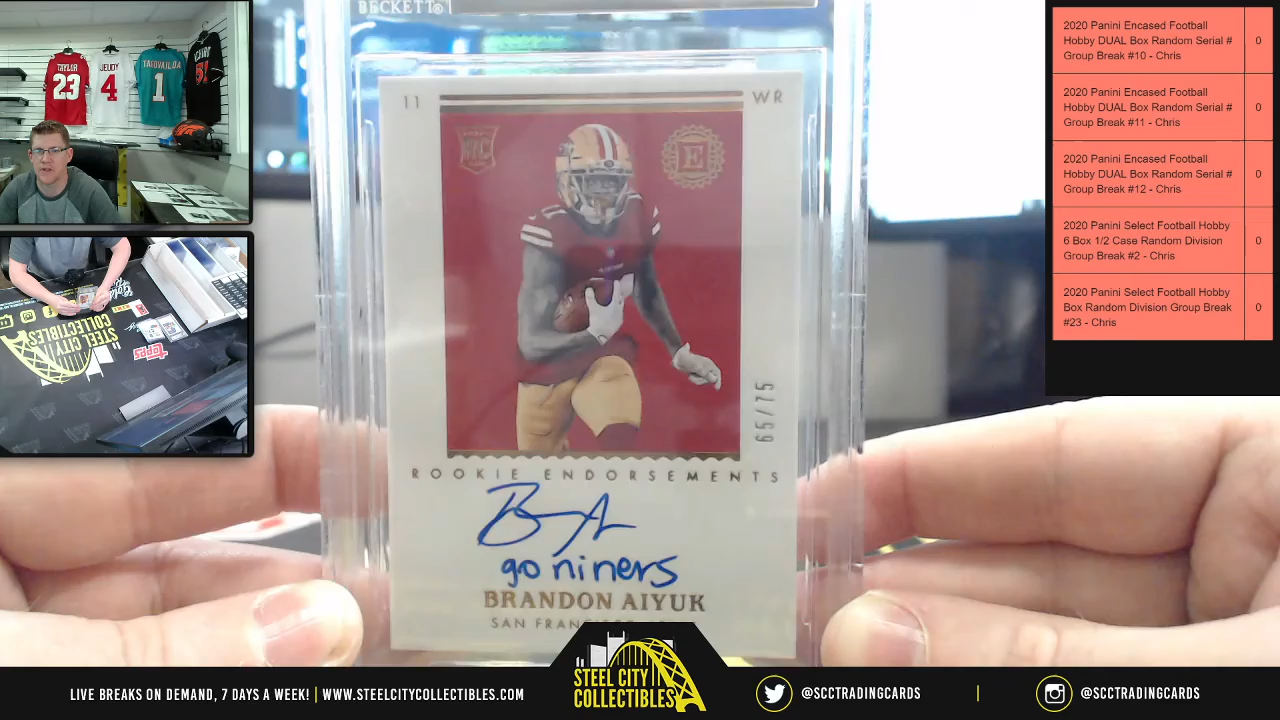 BECKETT®
TAYLOR
23
JEUDY
4
TAGOVAILOA
1
11
WR
RC
E
65/75
ROOKIE ENDORSEMENTS
go niners
BRANDON AIYUK
SAN FRANCISCO
STEEL CITY
COLLECTIBLES
topps
2020 Panini Encased Football
Hobby DUAL Box Random Serial #
Group Break #10 - Chris
0
2020 Panini Encased Football
Hobby DUAL Box Random Serial #
Group Break #11 - Chris
0
2020 Panini Encased Football
Hobby DUAL Box Random Serial #
Group Break #12 - Chris
0
2020 Panini Select Football Hobby
6 Box 1/2 Case Random Division
Group Break #2 - Chris
0
2020 Panini Select Football Hobby
Box Random Division Group Break
#23 - Chris
0
LIVE BREAKS ON DEMAND, 7 DAYS A WEEK! | WWW.STEELCITYCOLLECTIBLES.COM
STEEL CITY
COLLECTIBLES
@SCCTRADINGCARDS
@SCCTRADINGCARDS